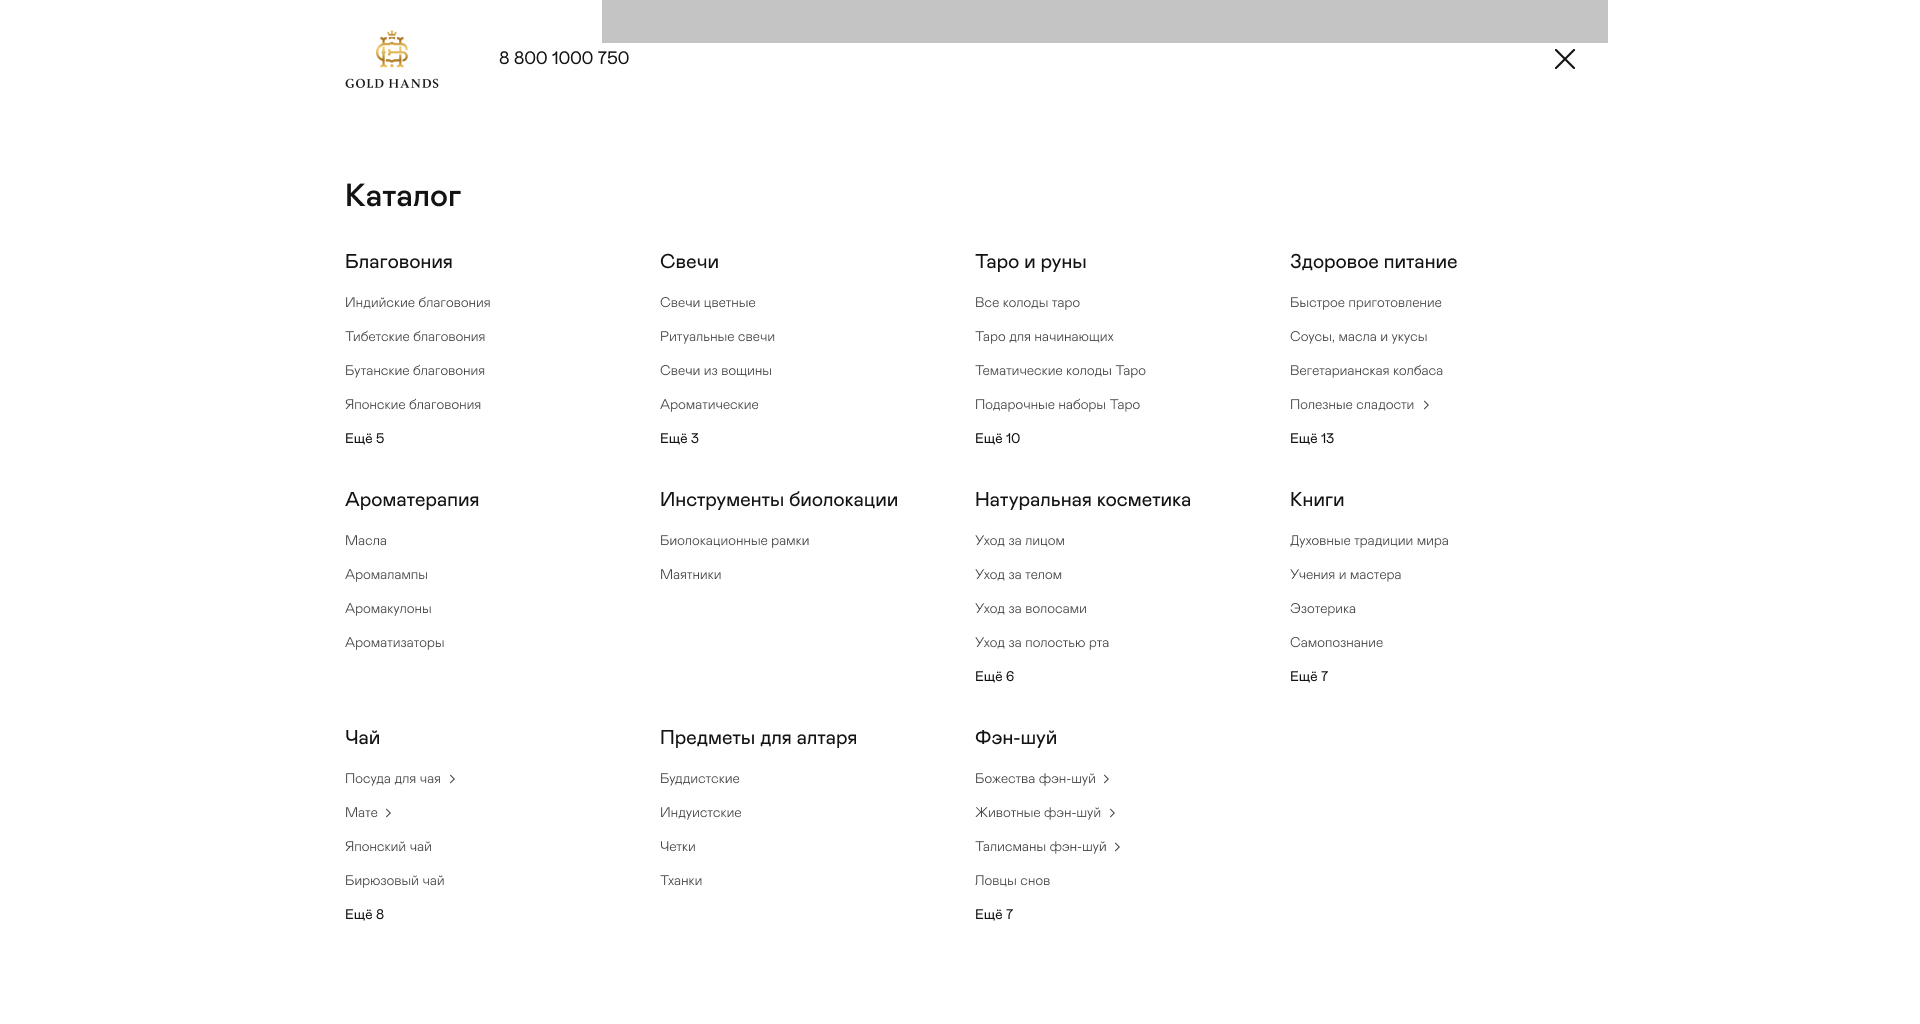 GOLD HANDS
8 800 1000 750
Каталог
Благовония
Индийские благовония
Тибетские благовония
Бутанские благовония
Японские благовония
Ещё 5
Свечи
Свечи цветные
Ритуальные свечи
Свечи из вощины
Ароматические
Ещё 3
Таро и руны
Все колоды таро
Таро для начинающих
Тематические колоды Таро
Подарочные наборы Таро
Ещё 10
Здоровое питание
Быстрое приготовление
Соусы, масла и укусы
Вегетарианская колбаса
Полезные сладости
Ещё 13
Ароматерапия
Масла
Аромалампы
Аромакулоны
Ароматизаторы
Инструменты биолокации
Биолокационные рамки
Маятники
Натуральная косметика
Уход за лицом
Уход за телом
Уход за волосами
Уход за полостью рта
Ещё 6
Книги
Духовные традиции мира
Учения и мастера
Эзотерика
Самопознание
Ещё 7
Чай
Посуда для чая
Мате
Японский чай
Бирюзовый чай
Ещё 8
Предметы для алтаря
Буддистские
Индуистские
Четки
Тханки
Фэн-шуй
Божества фэн-шуй
Животные фэн-шуй
Талисманы фэн-шуй
Ловцы снов
Ещё 7